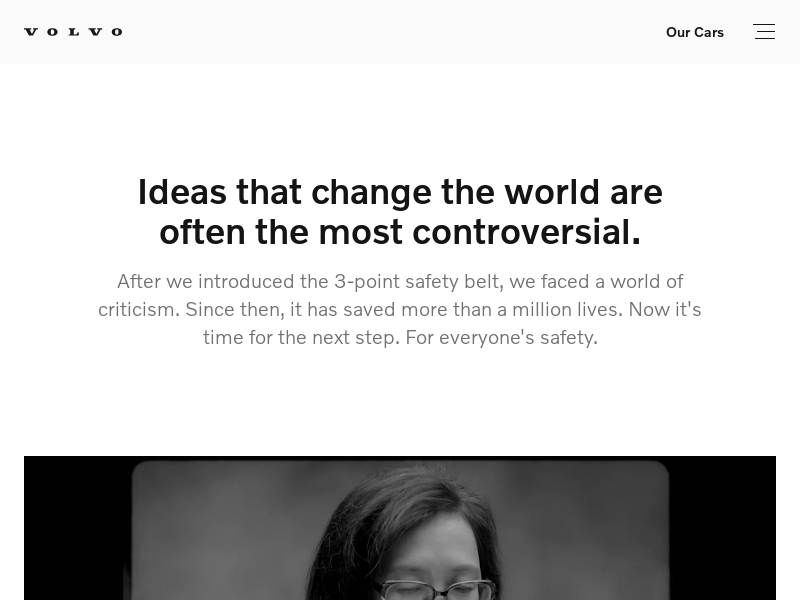 VOLVO
Our Cars
Ideas that change the world are
often the most controversial.
After we introduced the 3-point safety belt, we faced a world of
criticism. Since then, it has saved more than a million lives. Now it's
time for the next step. For everyone's safety.